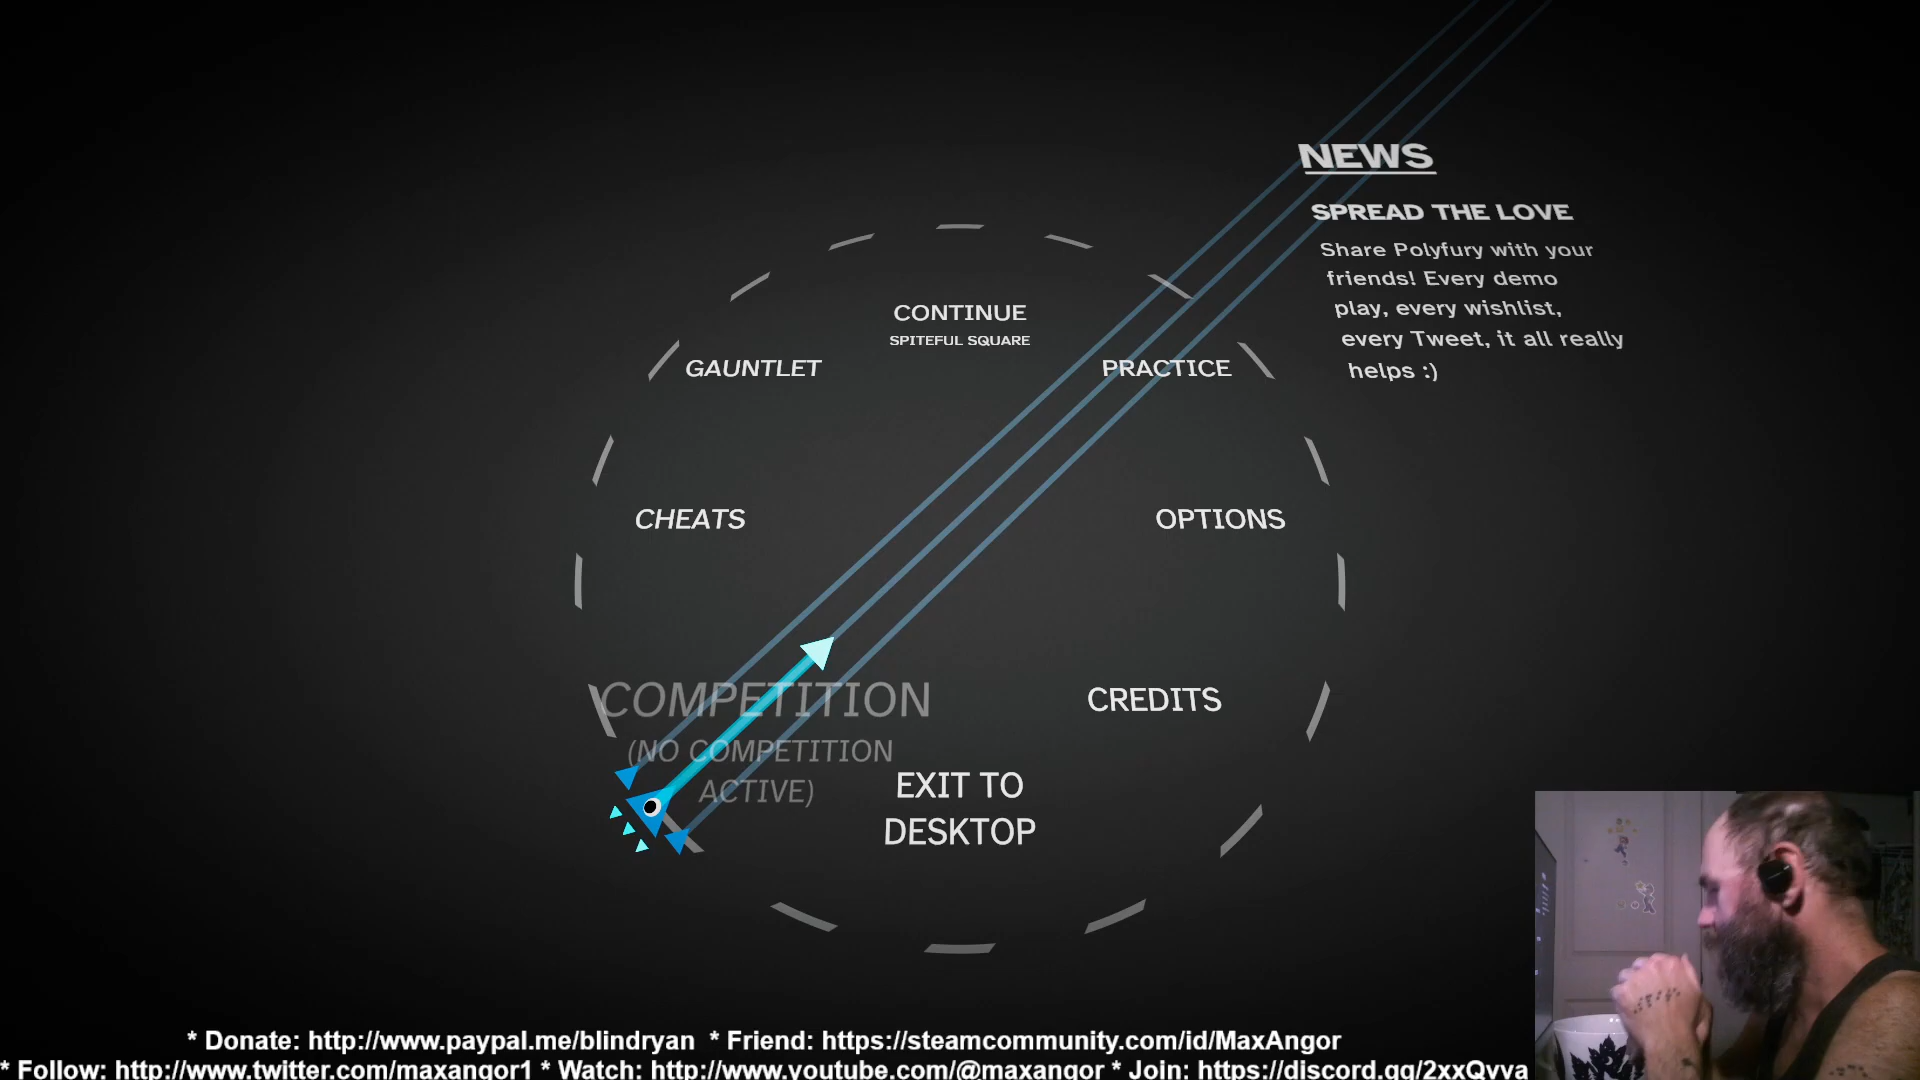 NEWS
SPREAD THE LOVE
Share Polyfury with your
friends! Every demo
play, every wishlist,
every Tweet, it all really
helps :)
CONTINUE
SPITEFUL SQUARE
GAUNTLET
PRACTICE
CHEATS
OPTIONS
COMPETITION
(NO COMPETITION
ACTIVE)
CREDITS
EXIT TO
DESKTOP
* Donate: http://www.paypal.me/blindryan * Friend: https://steamcommunity.com/id/MaxAngor
* Follow: http://www.twitter.com/maxangor1 * Watch: http://www.youtube.com/@maxangor * Join: https://discord.gg/2xxQvva